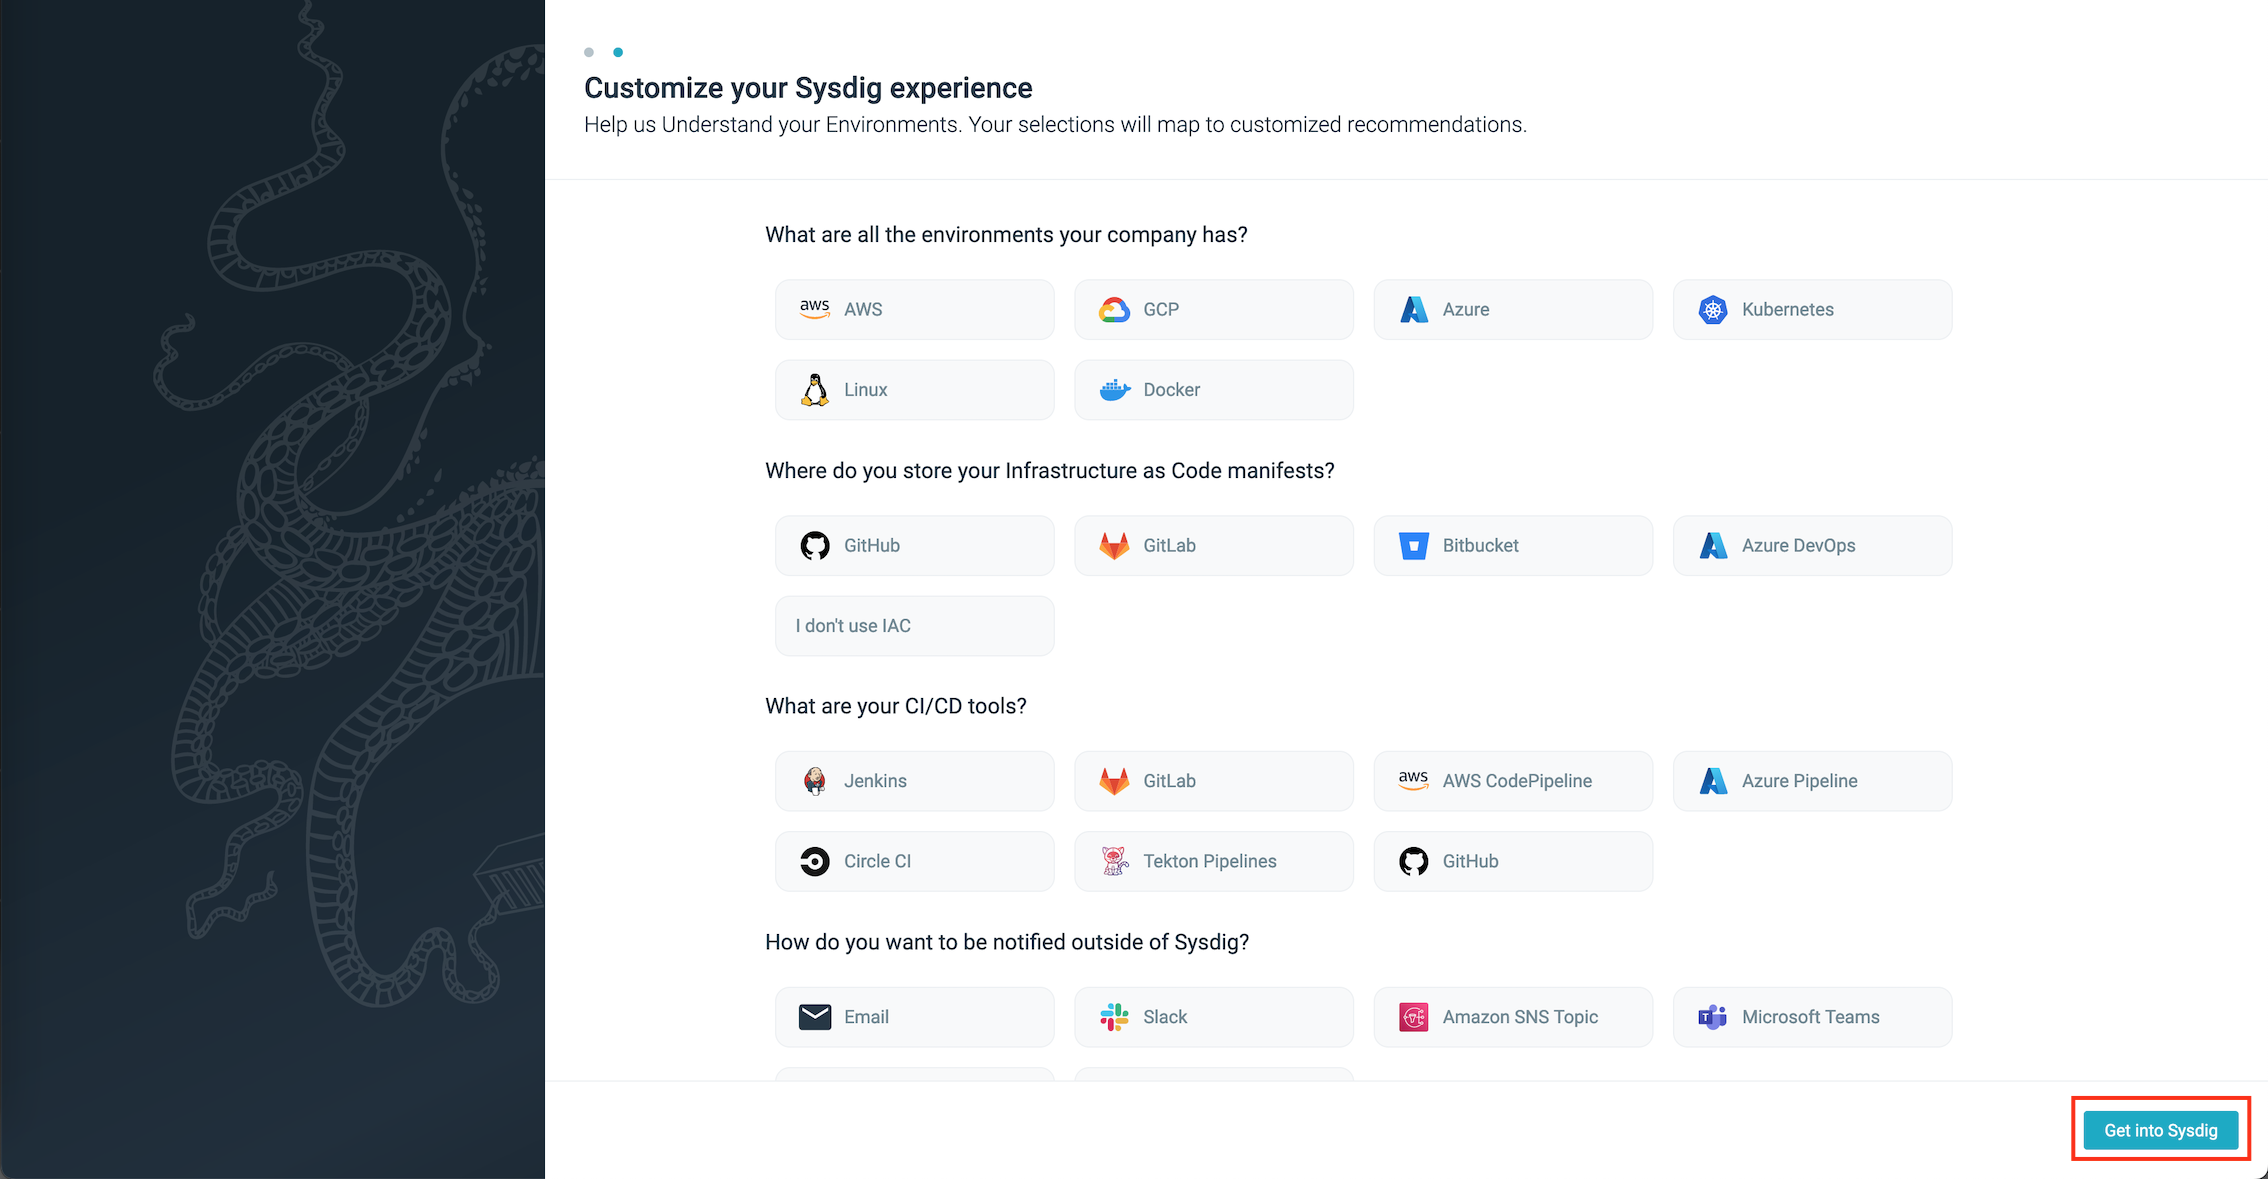 Customize your Sysdig experience
Help us Understand your Environments. Your selections will map to customized recommendations.
What are all the environments your company has?
aws AWS
GCP
Azure
Kubernetes
Linux
Docker
Where do you store your Infrastructure as Code manifests?
GitHub
GitLab
Bitbucket
Azure DevOps
I don't use IAC
What are your CI/CD tools?
Jenkins
GitLab
aws AWS CodePipeline
Azure Pipeline
Circle CI
Tekton Pipelines
GitHub
How do you want to be notified outside of Sysdig?
Email
Slack
Amazon SNS Topic
T Microsoft Teams
Get into Sysdig